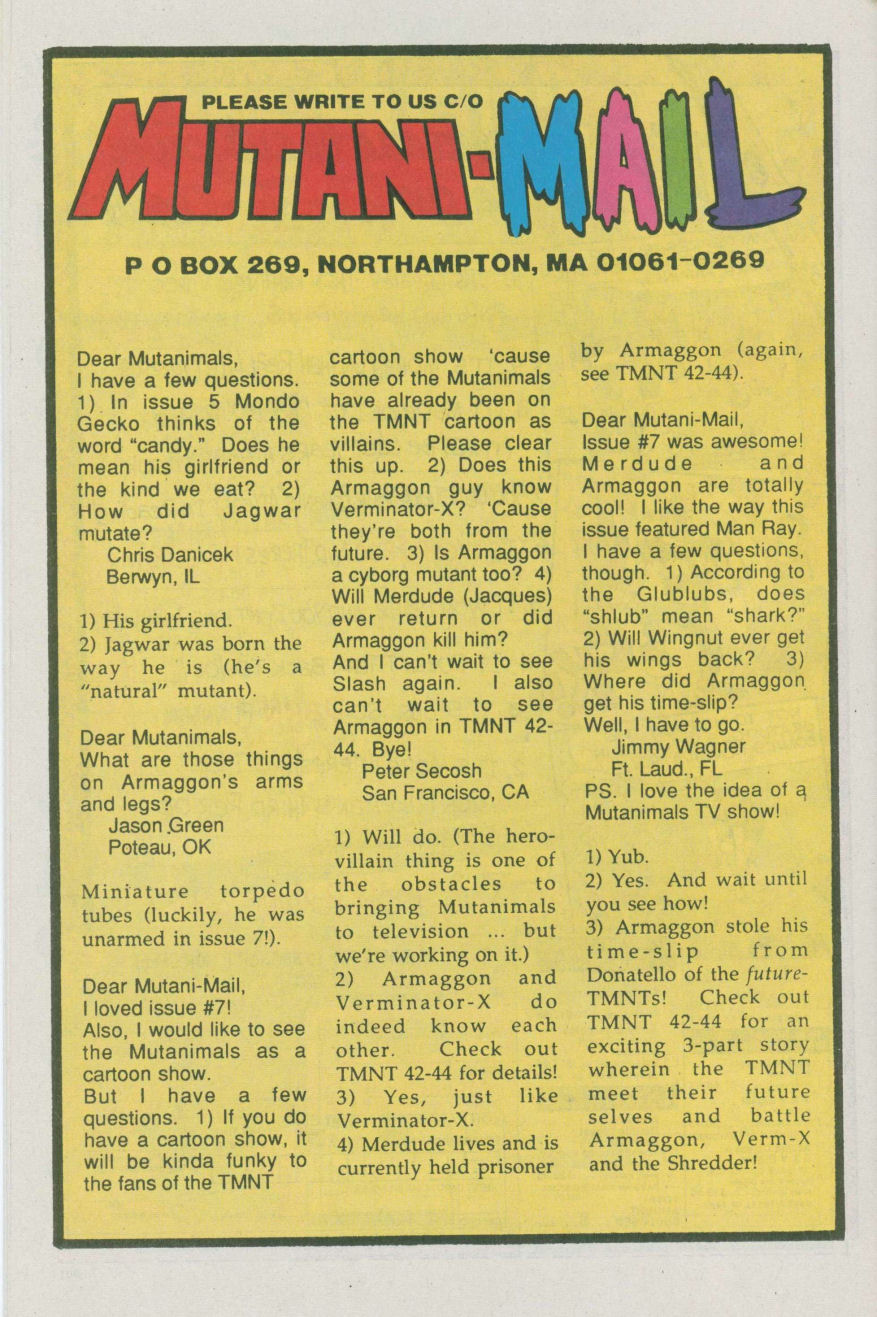 PLEASE WRITE TO US C/O
MUTANI-MAIL
P O BOX 269, NORTHAMPTON, MA 01061-0269
Dear Mutanimals,
I have a few questions.
1) In issue 5 Mondo
Gecko thinks of the
word "candy." Does he
mean his girlfriend or
the kind we eat? 2)
How did Jagwar
mutate?
Chris Danicek
Berwyn, IL
1) His girlfriend.
2) Jagwar was born the
way he is (he's a
"natural" mutant).
Dear Mutanimals,
What are those things
on Armaggon's arms
and legs?
Jason Green
Poteau, OK
Miniature torpedo
tubes (luckily, he was
unarmed in issue 7!).
Dear Mutani-Mail,
I loved issue #7!
Also, I would like to see
the Mutanimals as a
cartoon show.
But I have a few
questions. 1) If you do
have a cartoon show, it
will be kinda funky to
the fans of the TMNT
cartoon show 'cause
some of the Mutanimals
have already been on
the TMNT cartoon as
villains. Please clear
this up. 2) Does this
Armaggon guy know
Verminator-X? 'Cause
they're both from the
future. 3) Is Armaggon
a cyborg mutant too? 4)
Will Merdude (Jacques)
ever return or did
Armaggon kill him?
And I can't wait to see
Slash again. I also
can't wait to see
Armaggon in TMNT 42-
44. Bye!
Peter Secosh
San Francisco, CA
1) Will do. (The hero-
villain thing is one of
the obstacles to
bringing Mutanimals
to television ... but
we're working on it.)
2) Armaggon and
Verminator-X do
indeed know each
other. Check out
TMNT 42-44 for details!
3) Yes, just like
Verminator-X.
4) Merdude lives and is
currently held prisoner
by Armaggon (again,
see TMNT 42-44).
Dear Mutani-Mail,
Issue #7 was awesome!
Merdude and
Armaggon are totally
cool! I like the way this
issue featured Man Ray.
I have a few questions,
though. 1) According to
the Glublubs, does
"shlub" mean "shark?"
2) Will Wingnut ever get
his wings back? 3)
Where did Armaggon
get his time-slip?
Well, I have to go.
Jimmy Wagner
Ft. Laud., FL
PS. I love the idea of a
Mutanimals TV show!
1) Yub.
2) Yes. And wait until
you see how!
3) Armaggon stole his
time-slip from
Donatello of the future-
TMNTs! Check out
TMNT 42-44 for an
exciting 3-part story
wherein the TMNT
meet their future
selves and battle
Armaggon, Verm-X
and the Shredder!